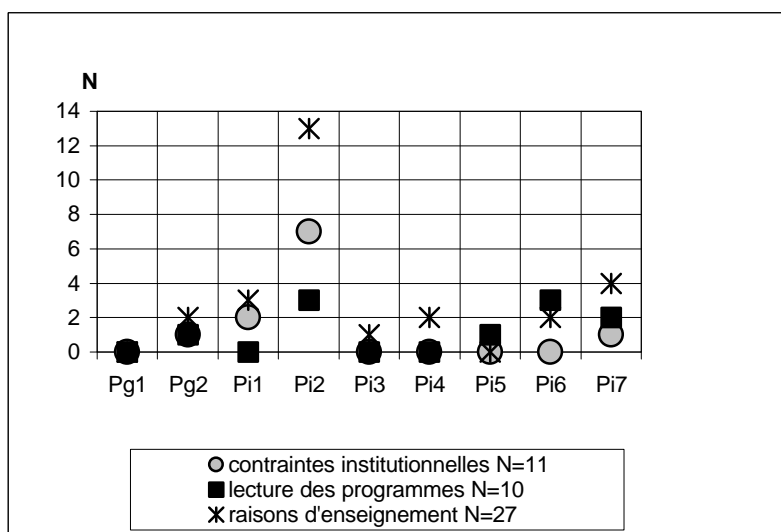 N
14
12
10
8
6
4
2
0
Pg1 Pg2 Pi1 Pi2 Pi3 Pi4 Pi5 Pi6 Pi7
contraintes institutionnelles N=11
lecture des programmes N=10
raisons d'enseignement N=27